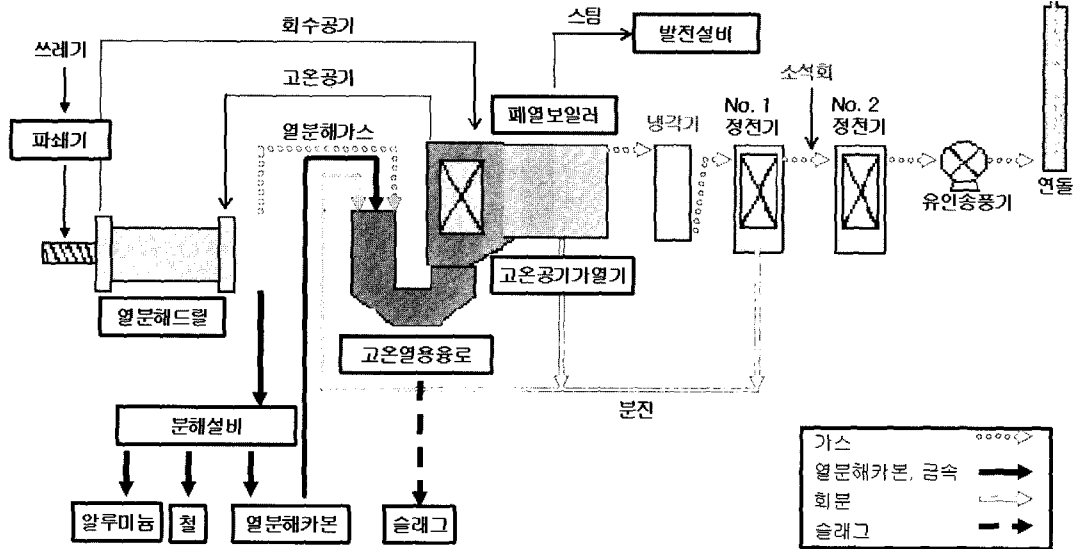 쓰레기
회수공기
스팀
발전설비
고온공기
소석회
파쇄기
폐열보일러
열분해가스
냉각기
No. 1
정전기
No. 2
정전기
유인송풍기
연돌
고온공기가열기
열분해드럴
고온열용융로
분진
분해설비
알루미늄
철
열분해카본
슬래그
가스
열분해카본, 금속
회분
슬래그